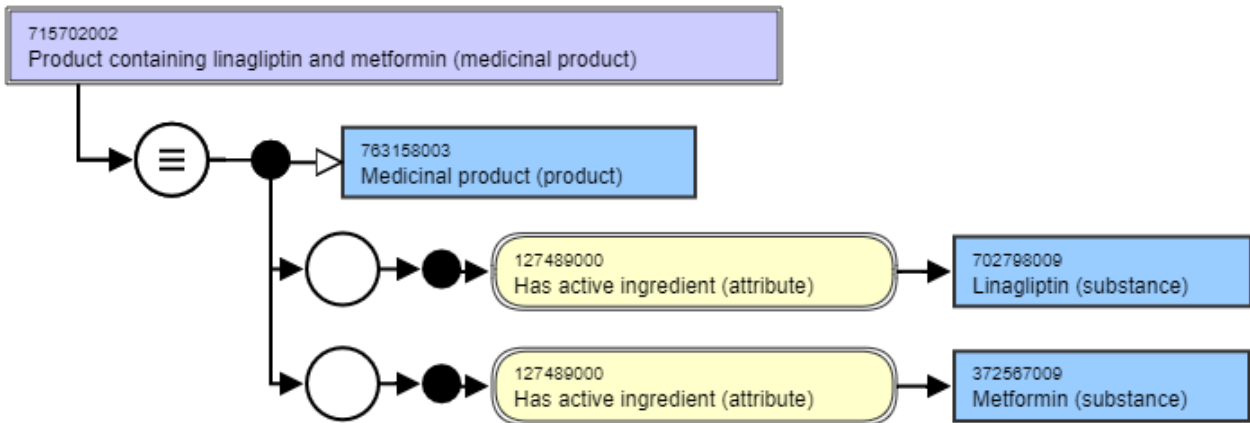 715702002
Product containing linagliptin and metformin (medicinal product)
763158003
Medicinal product (product)
127489000
Has active ingredient (attribute)
702798009
Linagliptin (substance)
127489000
Has active ingredient (attribute)
372567009
Metformin (substance)